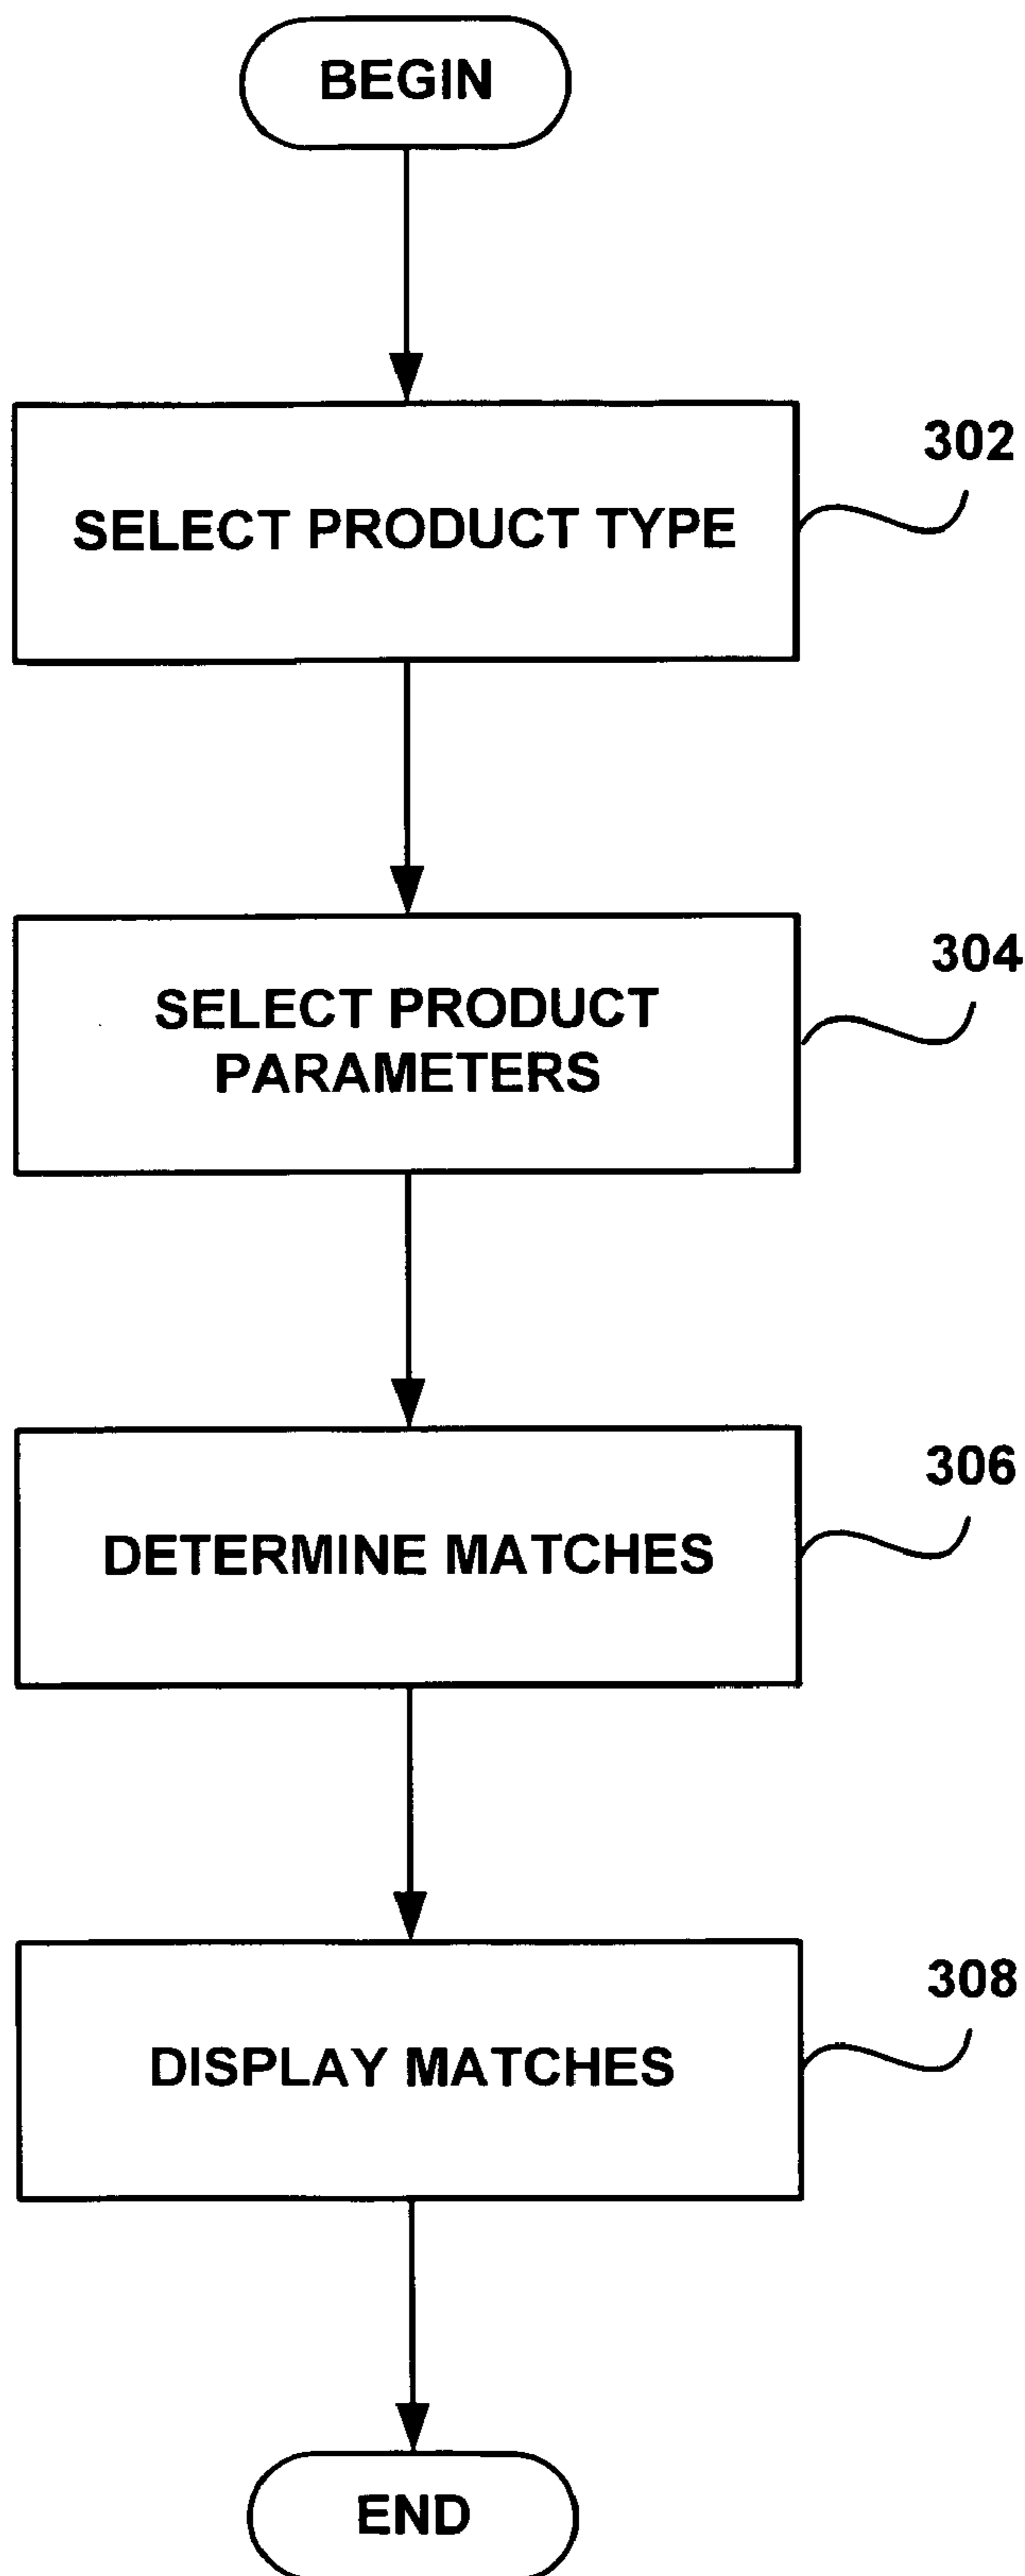 BEGIN
302
SELECT PRODUCT TYPE
304
SELECT PRODUCT
PARAMETERS
306
DETERMINE MATCHES
308
DISPLAY MATCHES
END